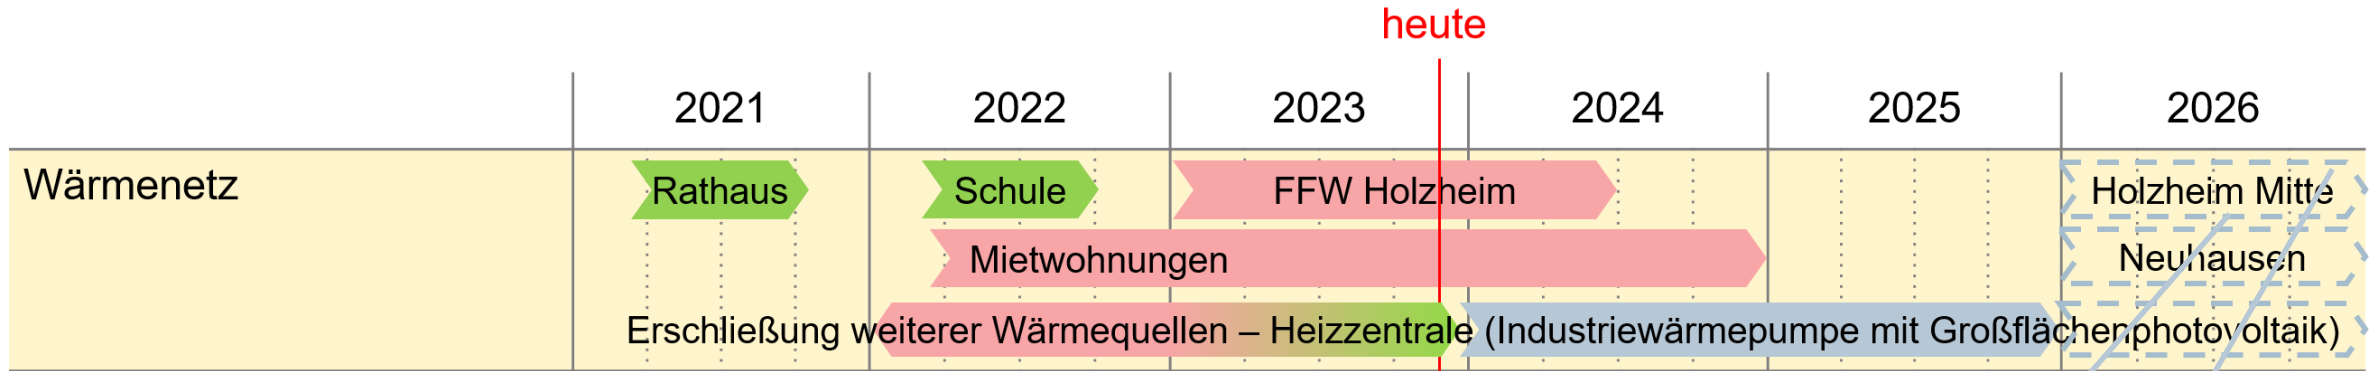 heute
2021 2022 2023 2024 2025 2026
Wärmenetz Rathaus Schule FFW Holzheim Holzheim Mitte
Mietwohnungen Neuhausen
Erschließung weiterer Wärmequellen – Heizzentrale (Industriewärmepumpe mit Großflächenphotovoltaik)